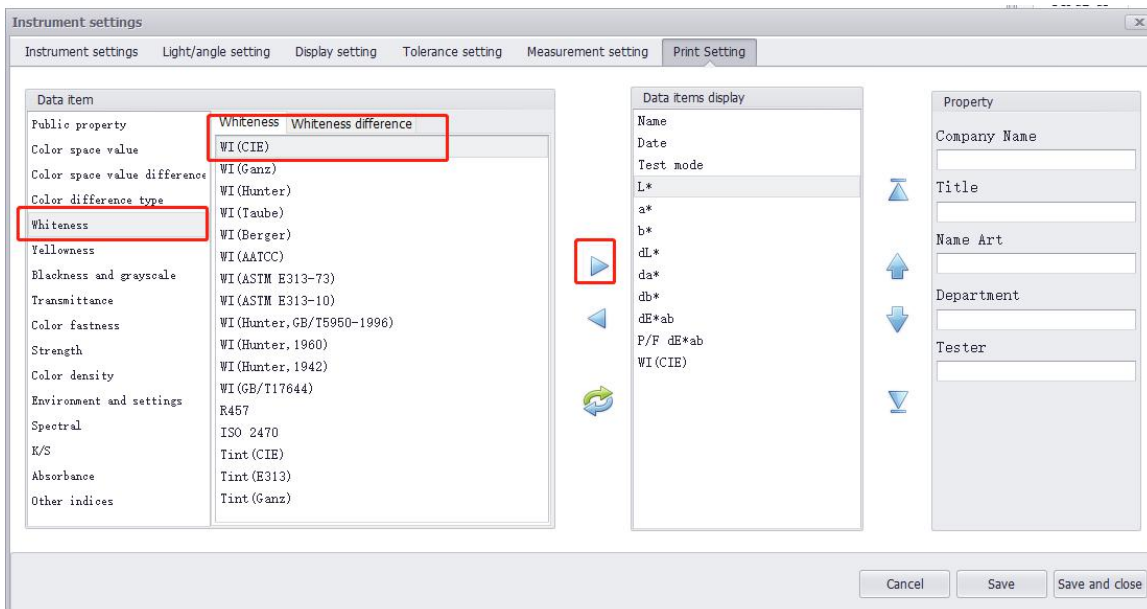 Instrument settings
Instrument settings Light/angle setting Display setting Tolerance setting Measurement setting Print Setting
Data item
Public property
Color space value
Color space value difference
Color difference type
Whiteness
Yellowness
Blackness and grayscale
Transmittance
Color fastness
Strength
Color density
Environment and settings
Spectral
K/S
Absorbance
Other indices
Whiteness Whiteness difference
WI(CIE)
WI(Ganz)
WI(Hunter)
WI(Taube)
WI(Berger)
WI(AATCC)
WI(ASTM E313-73)
WI(ASTM E313-10)
WI(Hunter,GB/T5950-1996)
WI(Hunter,1960)
WI(Hunter,1942)
WI(GB/T17644)
R457
ISO 2470
Tint(CIE)
Tint(E313)
Tint(Ganz)
Data items display
Name
Date
Test mode
L*
a*
b*
dL*
da*
db*
dE*ab
P/F dE*ab
WI(CIE)
Property
Company Name
Title
Name Art
Department
Tester
Cancel Save Save and close